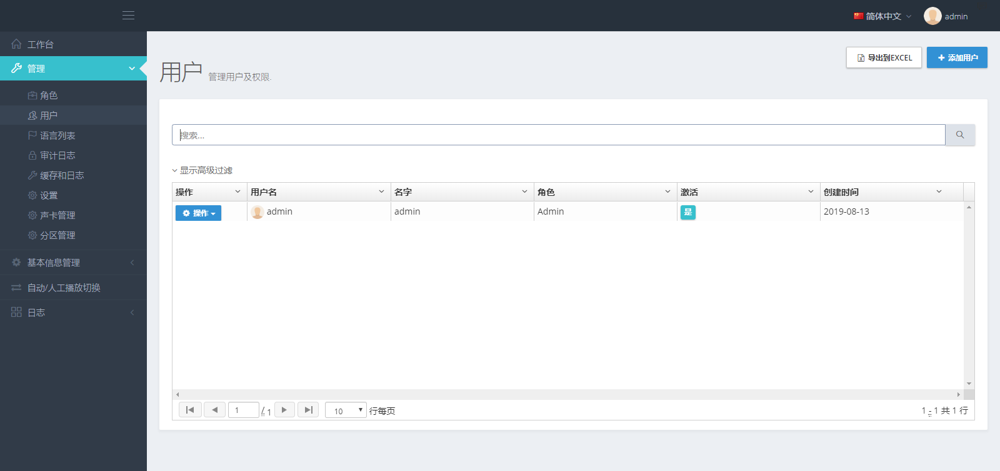 简体中文
admin
工作台
管理
角色
用户
语言列表
审计日志
缓存和日志
设置
声卡管理
分区管理
基本信息管理
自动/人工播放切换
日志
用户 管理用户及权限.
导出到EXCEL
添加用户
搜索...
显示高级过滤
操作 用户名 名字 角色 激活 创建时间
操作 admin admin Admin 是 2019-08-13
1 / 1 10 行每页 1 - 1 共 1 行